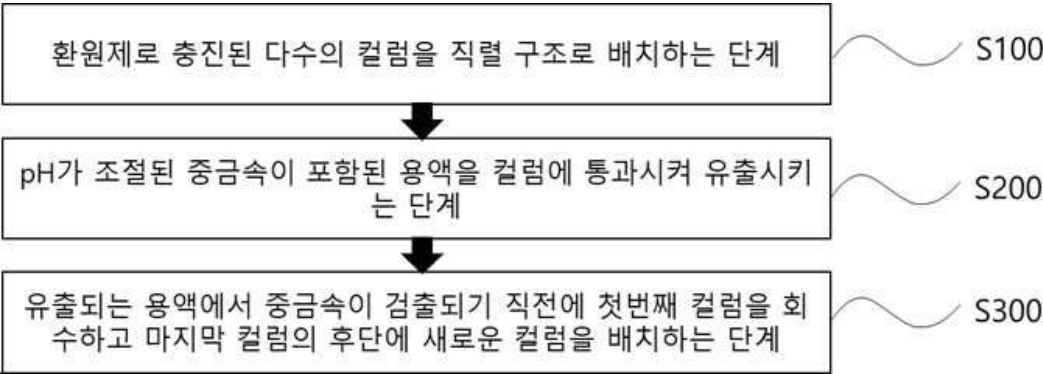 환원제로 충진된 다수의 컬럼을 직렬 구조로 배치하는 단계
S100
pH가 조절된 중금속이 포함된 용액을 컬럼에 통과시켜 유출시키
는 단계
S200
유출되는 용액에서 중금속이 검출되기 직전에 첫번째 컬럼을 회
수하고 마지막 컬럼의 후단에 새로운 컬럼을 배치하는 단계
S300